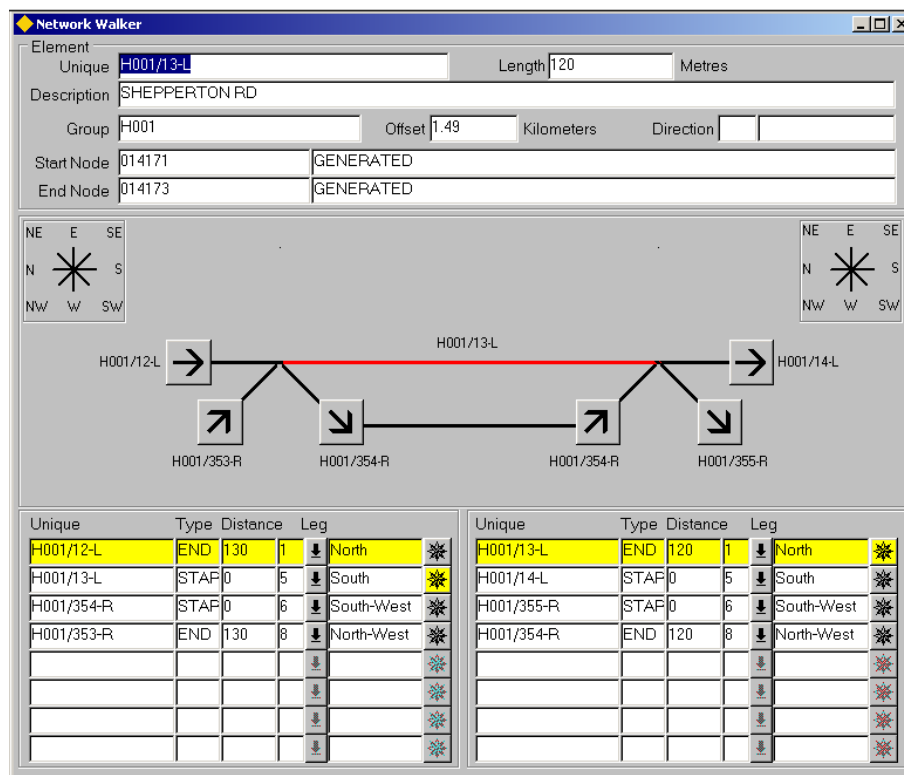 Network Walker
Element
Unique H001/13-L Length 120 Metres
Description SHEPPERTON RD
Group H001 Offset 1.49 Kilometers Direction
Start Node 014171 GENERATED
End Node 014173 GENERATED
NE E SE NE E SE
N S N S
NW W SW NW W SW
H001/13-L
H001/12-L H001/14-L
H001/353-R H001/354-R H001/354-R H001/355-R
Unique Type Distance Leg Unique Type Distance Leg
H001/12-L END 130 1 North H001/13-L END 120 1 North
H001/13-L STAP 0 5 South H001/14-L STAP 0 5 South
H001/354-R STAP 0 6 South-West H001/355-R STAP 0 6 South-West
H001/353-R END 130 8 North-West H001/354-R END 120 8 North-West